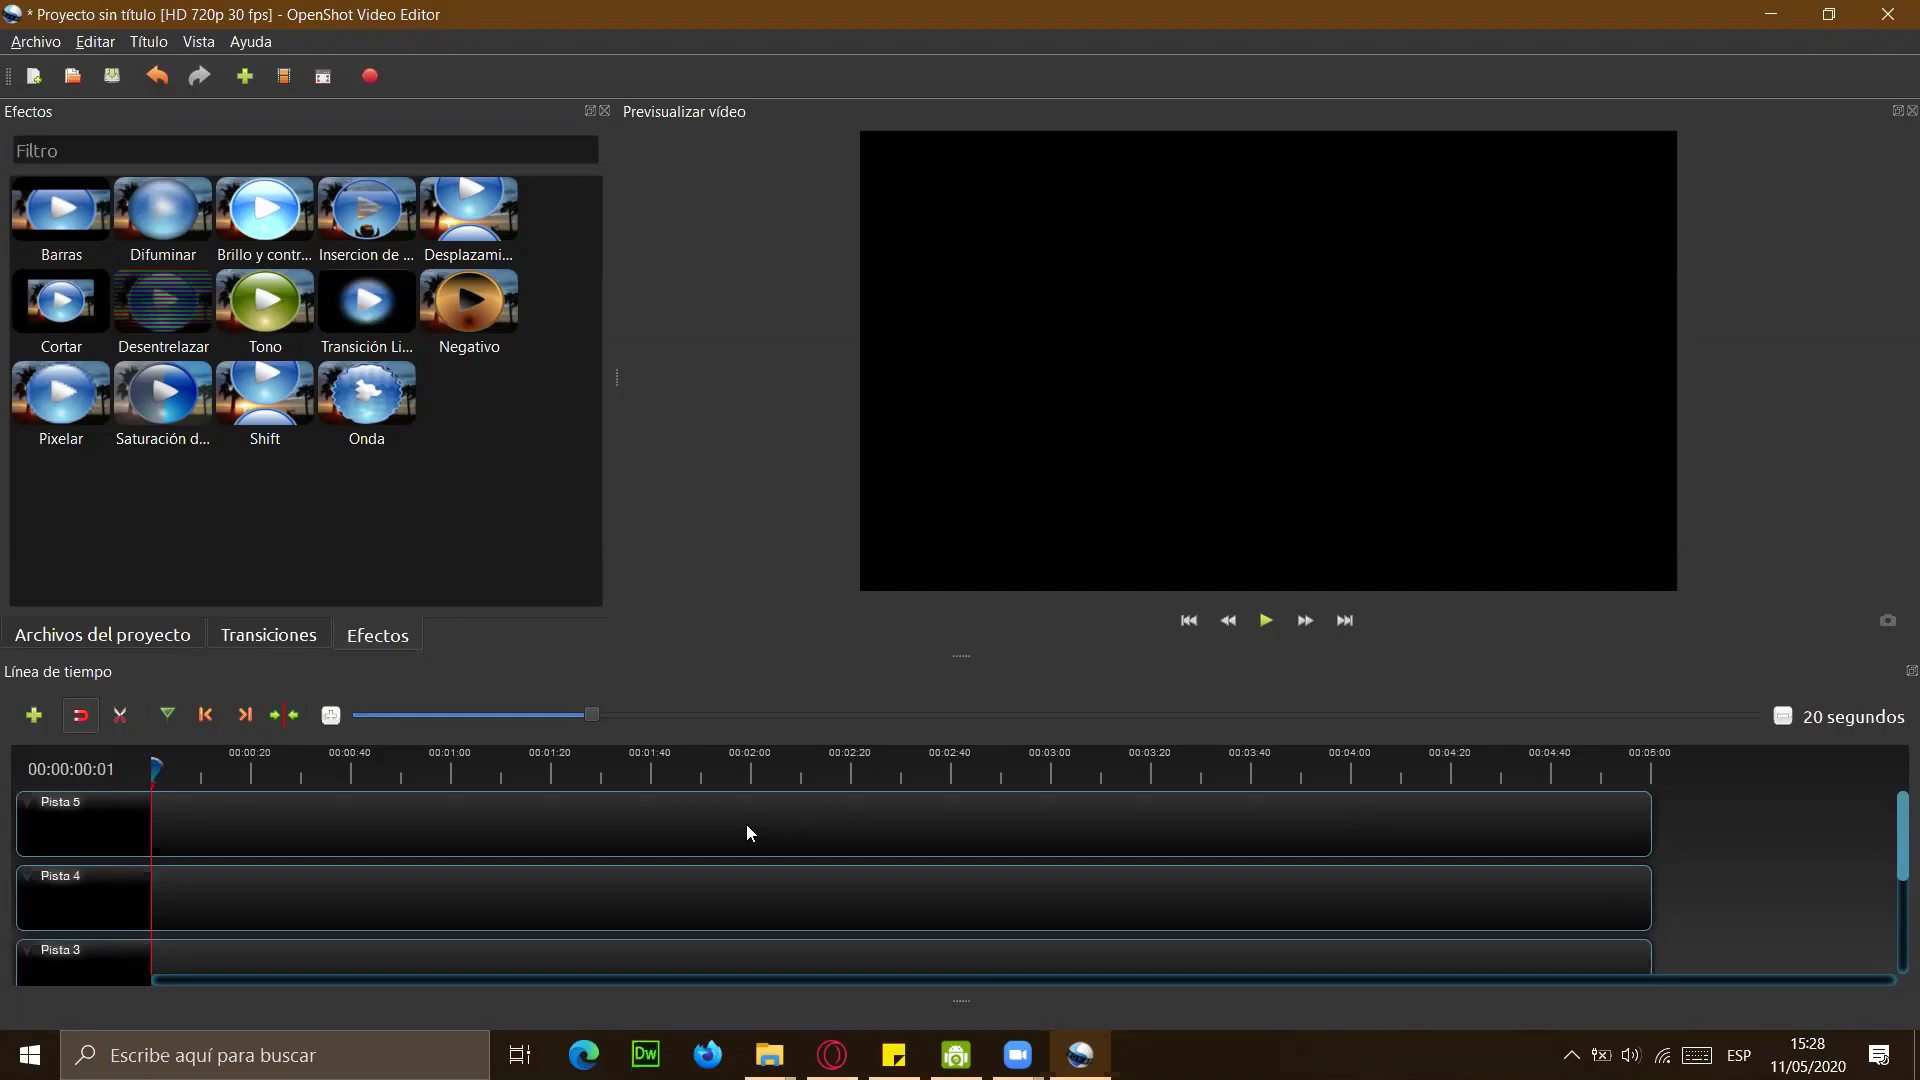 * Proyecto sin título [HD 720p 30 fps] - OpenShot Video Editor
Archivo Editar Título Vista Ayuda
Efectos
Previsualizar vídeo
Filtro
Barras Difuminar Brillo y contr... Insercion de ... Desplazami...
Cortar Desentrelazar Tono Transición Li... Negativo
Pixelar Saturación d... Shift Onda
Archivos del proyecto Transiciones Efectos
Línea de tiempo
20 segundos
00:00:20 00:00:40 00:01:00 00:01:20 00:01:40 00:02:00 00:02:20 00:02:40 00:03:00 00:03:20 00:03:40 00:04:00 00:04:20 00:04:40 00:05:00
00:00:00:01
Pista 5
Pista 4
Pista 3
Dw
Escribe aquí para buscar
ESP
15:28
11/05/2020